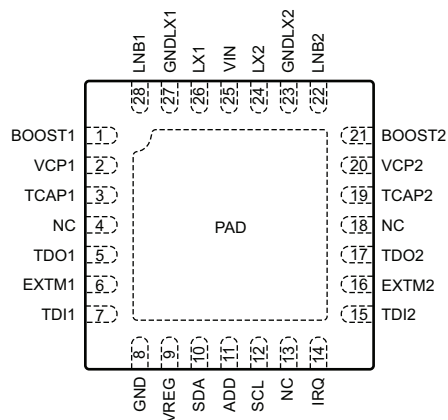 LNB1 GNDLX1 LX1 VIN LX2 GNDLX2 LNB2
28 27 26 25 24 23 22
BOOST1 1 21 BOOST2
VCP1 2 20 VCP2
TCAP1 3 19 TCAP2
NC 4 PAD 18 NC
TDO1 5 17 TDO2
EXTM1 6 16 EXTM2
TDI1 7 15 TDI2
8 9 10 11 12 13 14
GND VREG SDA ADD SCL NC IRQ